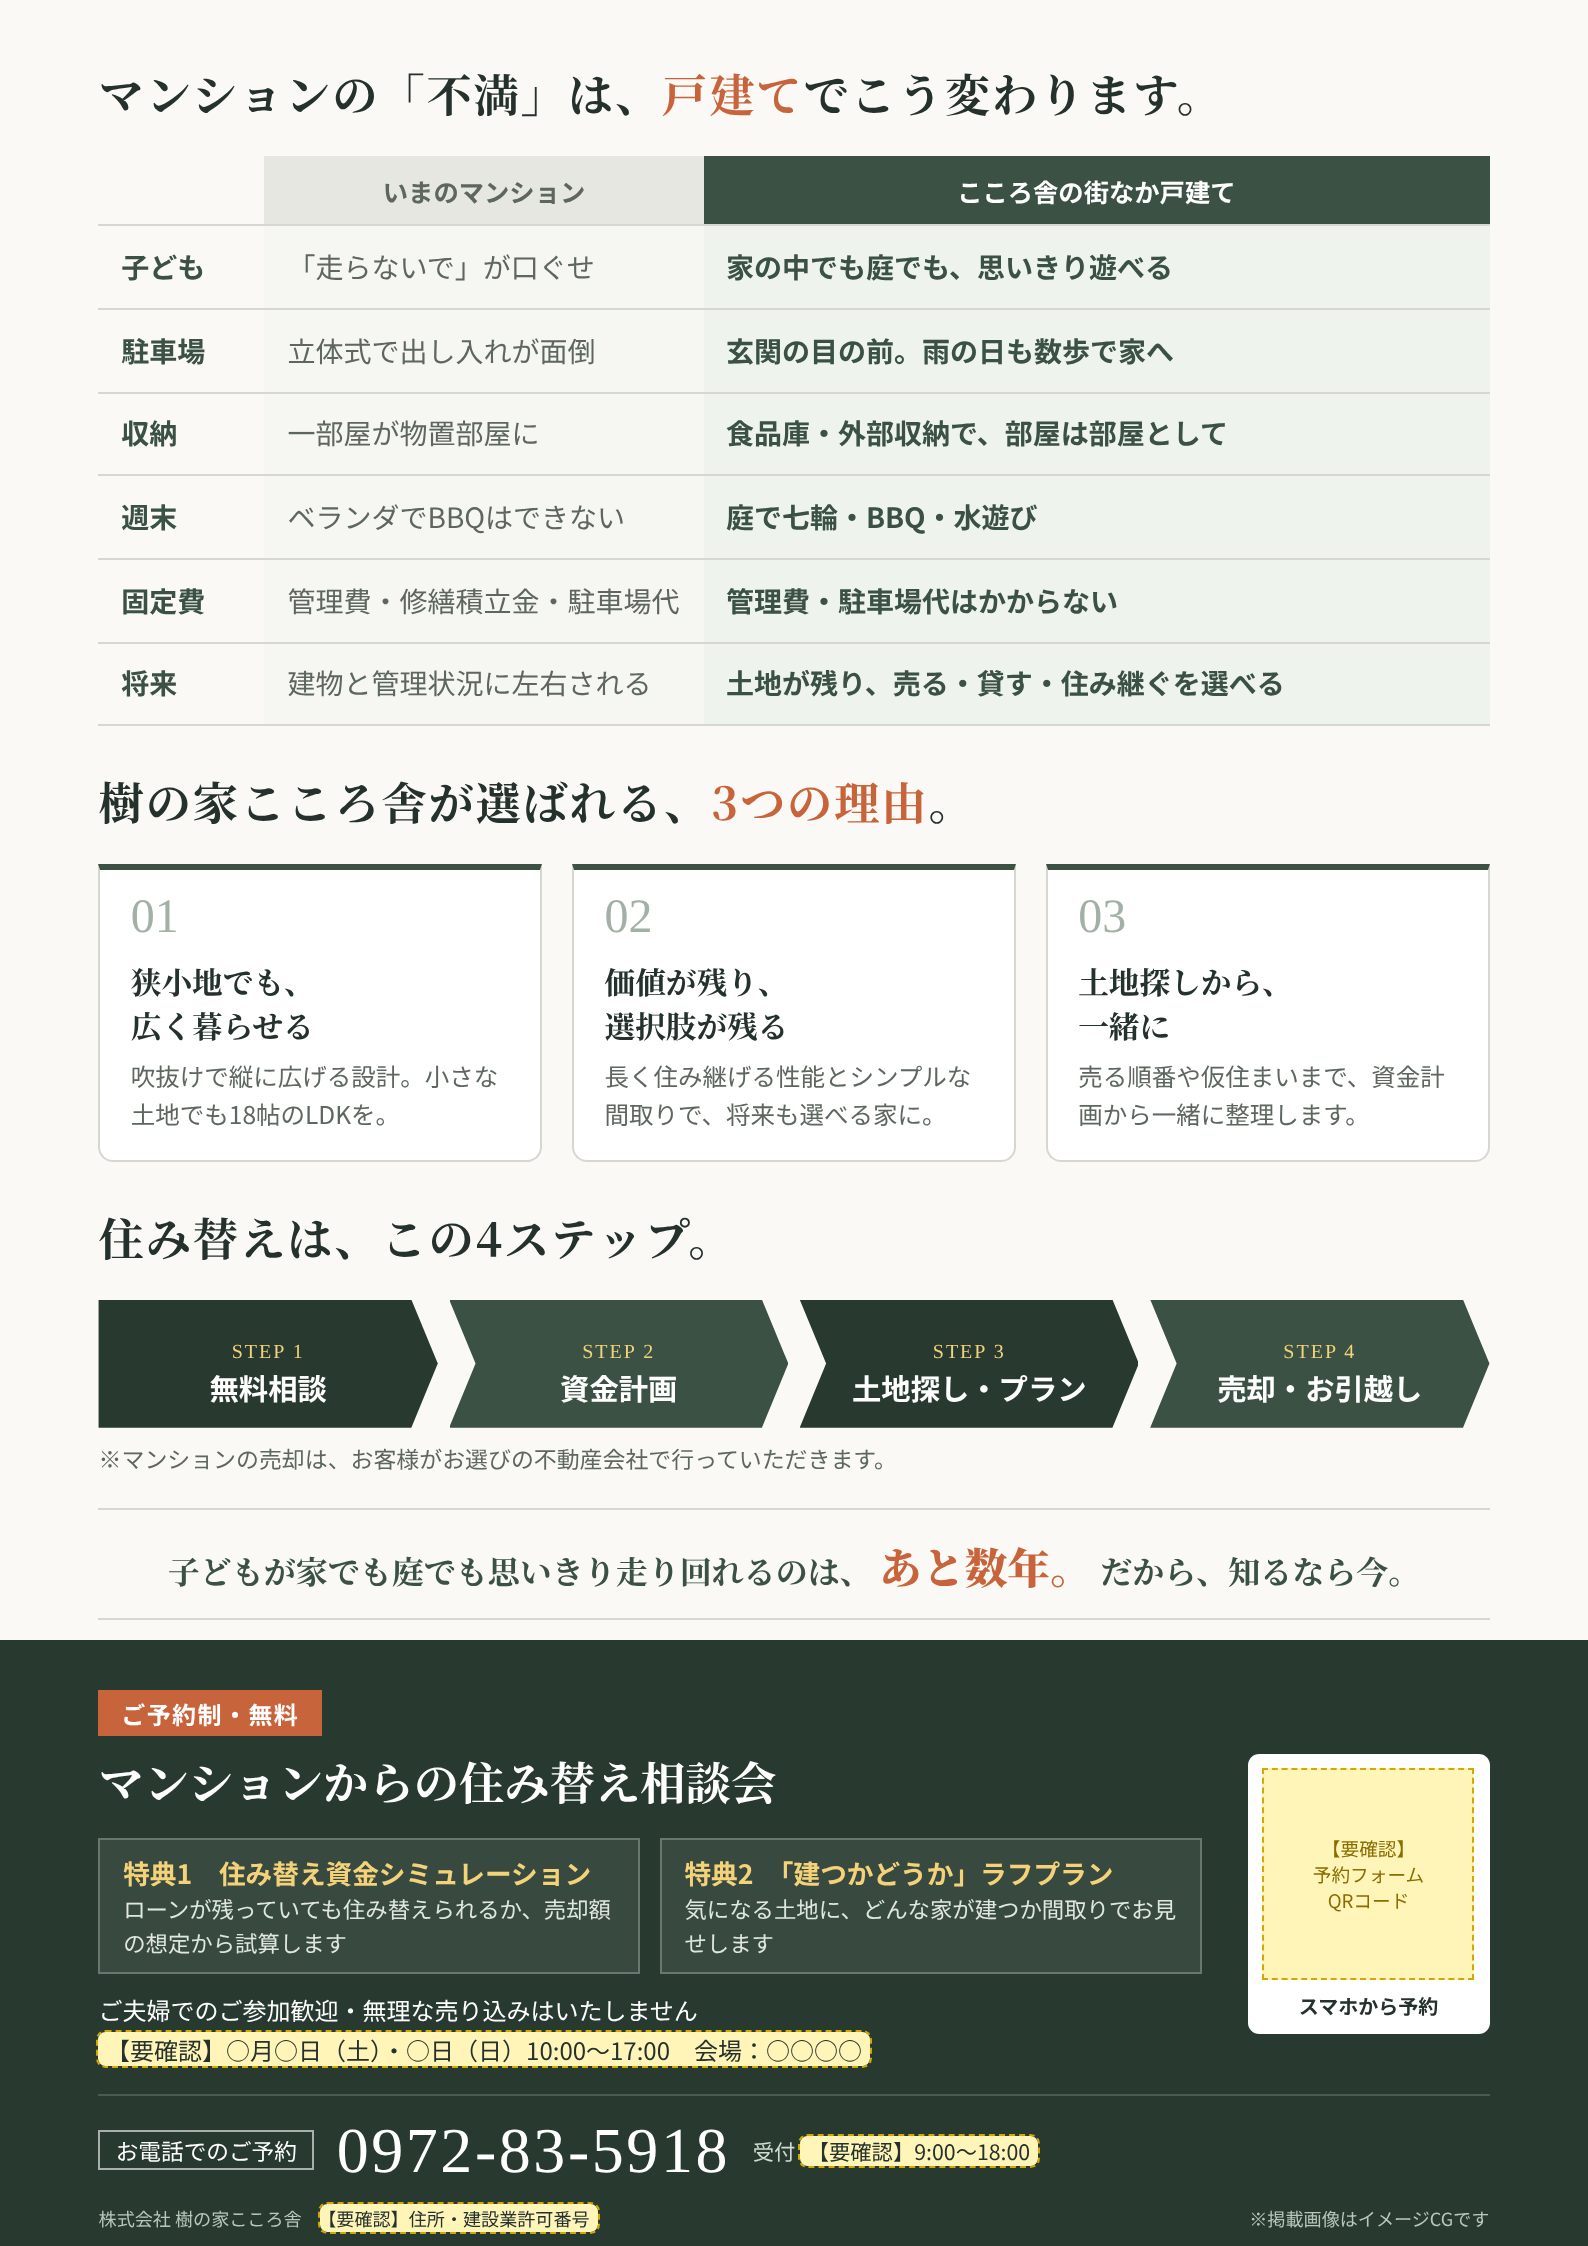 マンションの「不満」は、戸建てでこう変わります。
いまのマンション こころ舎の街なか戸建て
子ども 「走らないで」が口ぐせ 家の中でも庭でも、思いきり遊べる
駐車場 立体式で出し入れが面倒 玄関の目の前。雨の日も数歩で家へ
収納 一部屋が物置部屋に 食品庫・外部収納で、部屋は部屋として
週末 ベランダでBBQはできない 庭で七輪・BBQ・水遊び
固定費 管理費・修繕積立金・駐車場代 管理費・駐車場代はかからない
将来 建物と管理状況に左右される 土地が残り、売る・貸す・住み継ぐを選べる
樹の家こころ舎が選ばれる、3つの理由。
01
狭小地でも、
広く暮らせる
吹抜けで縦に広げる設計。小さな
土地でも18帖のLDKを。
02
価値が残り、
選択肢が残る
長く住み継げる性能とシンプルな
間取りで、将来も選べる家に。
03
土地探しから、
一緒に
売る順番や仮住まいまで、資金計
画から一緒に整理します。
住み替えは、この4ステップ。
STEP 1
無料相談
STEP 2
資金計画
STEP 3
土地探し・プラン
STEP 4
売却・お引越し
※マンションの売却は、お客様がお選びの不動産会社で行っていただきます。
子どもが家でも庭でも思いきり走り回れるのは、あと数年。だから、知るなら今。
ご予約制・無料
マンションからの住み替え相談会
特典1 住み替え資金シミュレーション
ローンが残っていても住み替えられるか、売却額
の想定から試算します
特典2 「建つかどうか」ラフプラン
気になる土地に、どんな家が建つか間取りでお見
せします
【要確認】
予約フォーム
QRコード
スマホから予約
ご夫婦でのご参加歓迎・無理な売り込みはいたしません
【要確認】○月○日（土）・○日（日）10:00〜17:00 会場：○○○○
お電話でのご予約 0972-83-5918 受付【要確認】9:00〜18:00
株式会社 樹の家こころ舎 【要確認】住所・建設業許可番号 ※掲載画像はイメージCGです